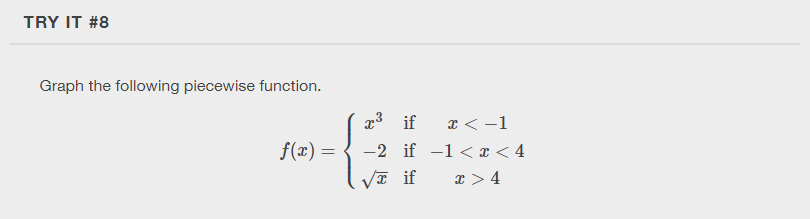 TRY IT #8
Graph the following piecewise function.
x³ if x < −1
f(x) = { −2 if −1 < x < 4
√x if x > 4